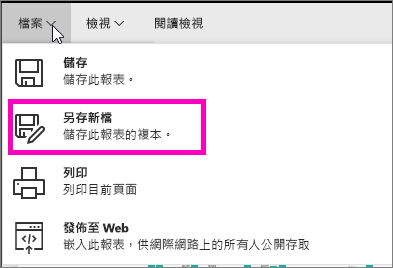 檔案 檢視 閱讀檢視
儲存
儲存此報表。
另存新檔
儲存此報表的複本。
列印
列印目前頁面
發佈至 Web
嵌入此報表，供網際網路上的所有人公開存取